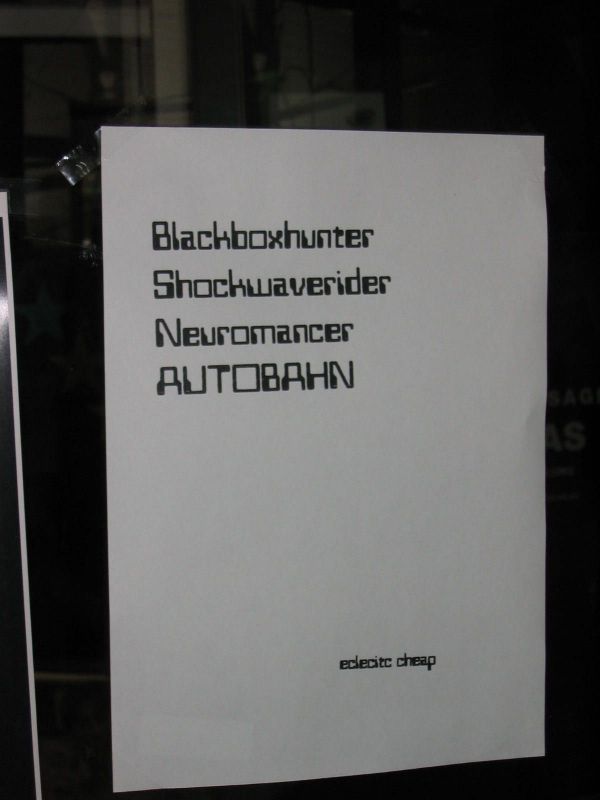 Blackboxhunter
Shockwaverider
Neuromancer
AUTOBAHN
eclecitc cheap